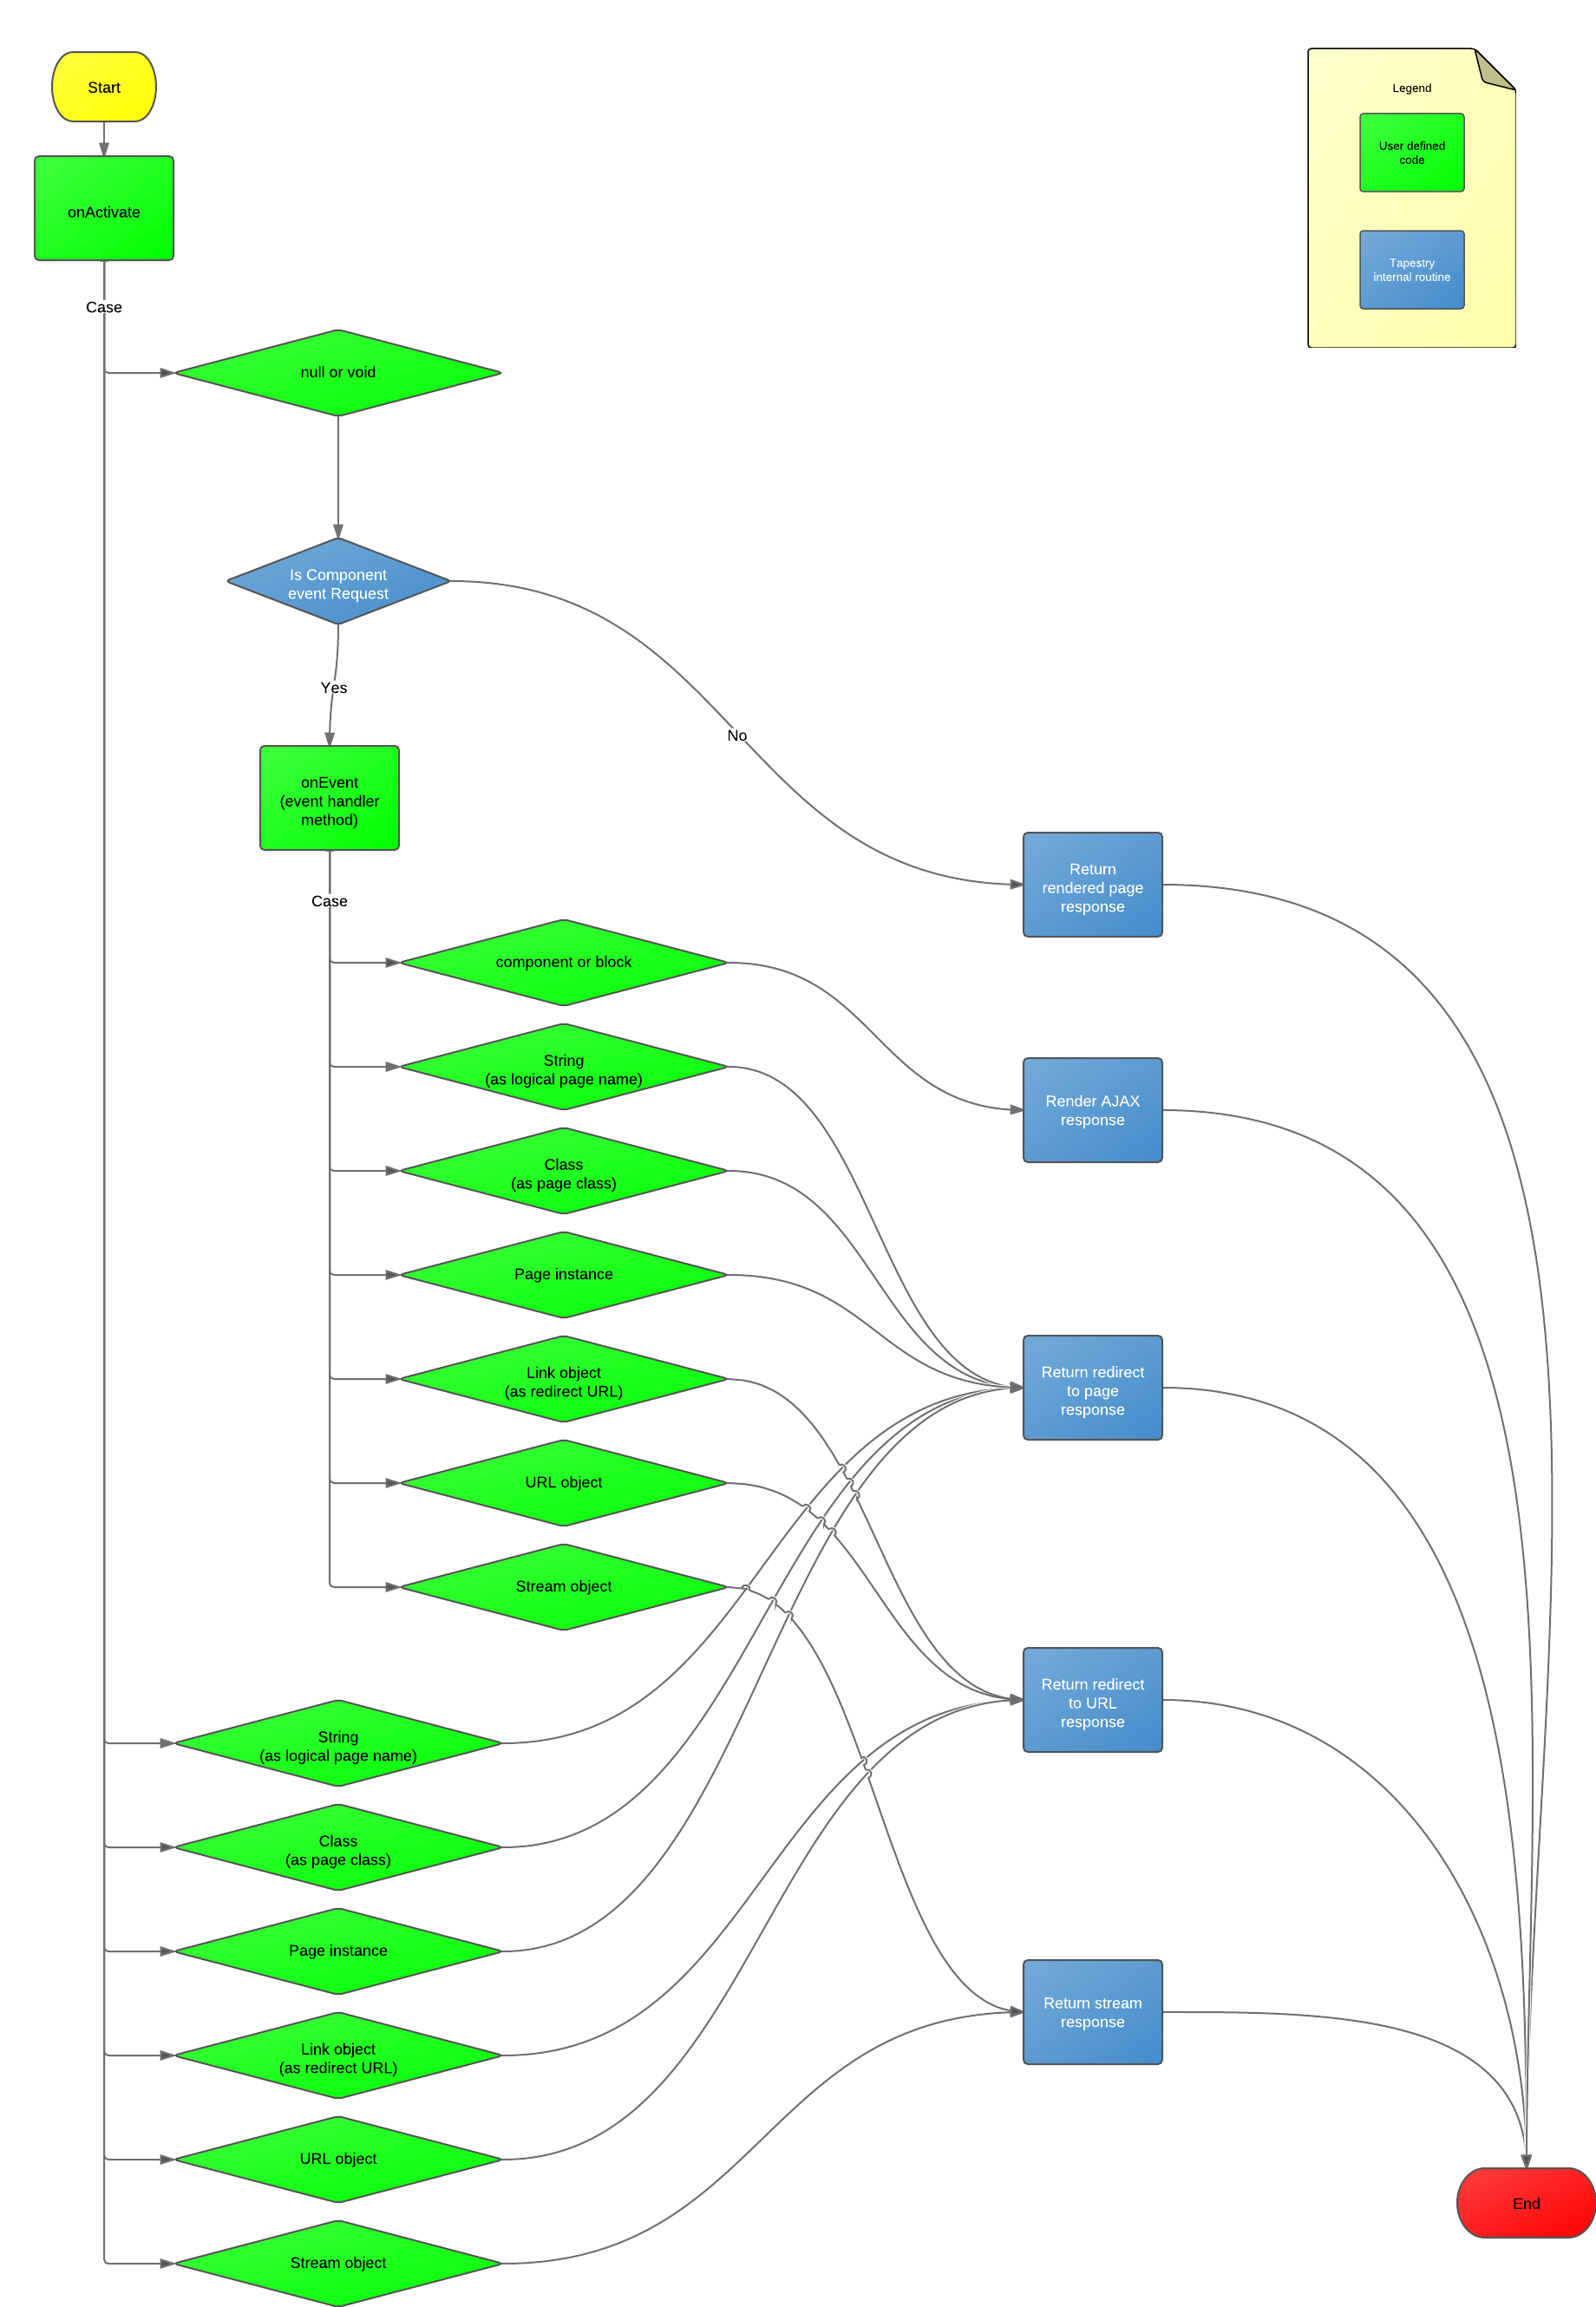 Start
Legend
User defined
code
onActivate
Tapestry
internal routine
Case
null or void
Is Component
event Request
Yes
No
onEvent
(event handler
method)
Return
rendered page
response
Case
component or block
String
(as logical page name)
Render AJAX
response
Class
(as page class)
Page instance
Link object
(as redirect URL)
Return redirect
to page
response
URL object
Stream object
Return redirect
to URL
response
String
(as logical page name)
Class
(as page class)
Page instance
Return stream
response
Link object
(as redirect URL)
URL object
End
Stream object